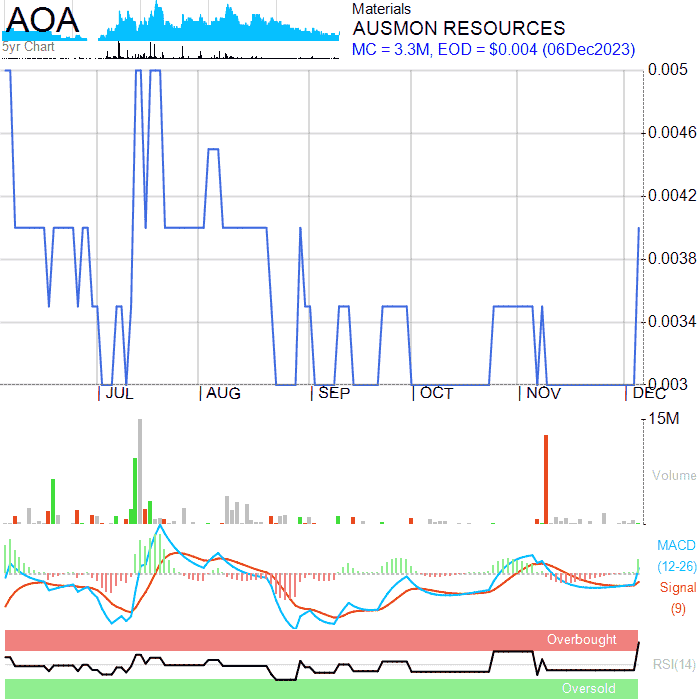 AOA
5yr Chart
Materials
AUSMON RESOURCES
MC = 3.3M, EOD = $0.004 (06Dec2023)
0.005
0.0046
0.0042
0.0038
0.0034
0.003
JUL AUG SEP OCT NOV DEC
15M
Volume
MACD
(12-26)
Signal
(9)
Overbought
RSI(14)
Oversold